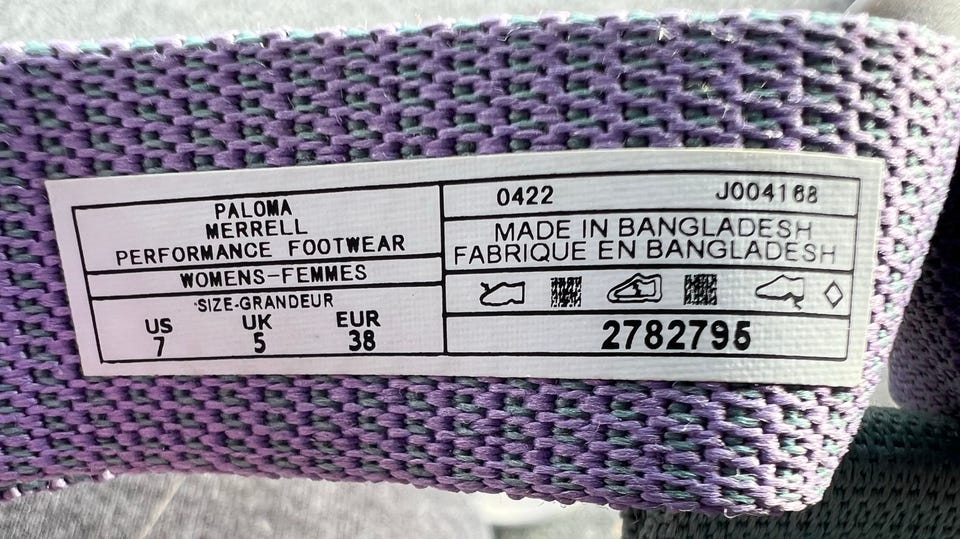 PALOMA
MERRELL
PERFORMANCE FOOTWEAR
WOMENS-FEMMES
SIZE-GRANDEUR
US UK EUR
7 5 38
0422 J004168
MADE IN BANGLADESH
FABRIQUE EN BANGLADESH
2782795